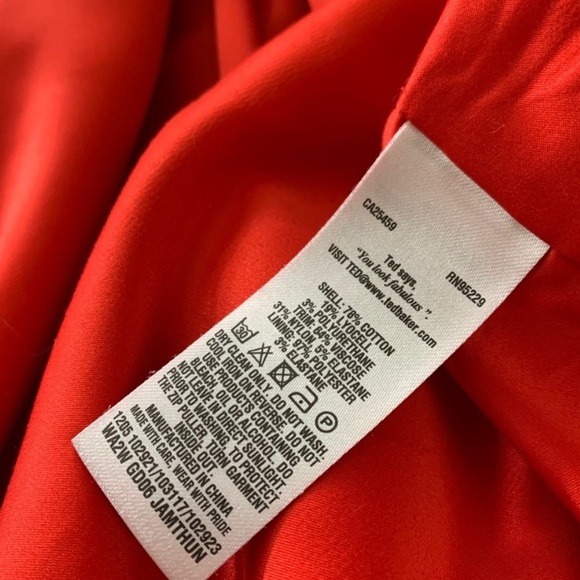 CA25459
RN95229
Ted says,
"You look fabulous".
VISIT TED@www.tedbaker.com
SHELL: 78% COTTON
19% LYOCELL
3% POLYURETHANE
TRIM: 64% VISCOSE
31% NYLON, 5% ELASTANE
LINING: 97% POLYESTER
3% ELASTANE
P
DRY CLEAN ONLY. DO NOT WASH.
COOL IRON ON REVERSE. DO NOT
USE PRODUCTS CONTAINING
BLEACH, OIL OR ALCOHOL. DO
NOT LEAVE IN DIRECT SUNLIGHT.
PRIOR TO WASHING, TO PROTECT
THE ZIP PULLER, TURN GARMENT
INSIDE OUT.
MANUFACTURED IN CHINA
MADE WITH CARE. WEAR WITH PRIDE
1205 102921/103117/102923
WA2W GD06 JAMTHUN